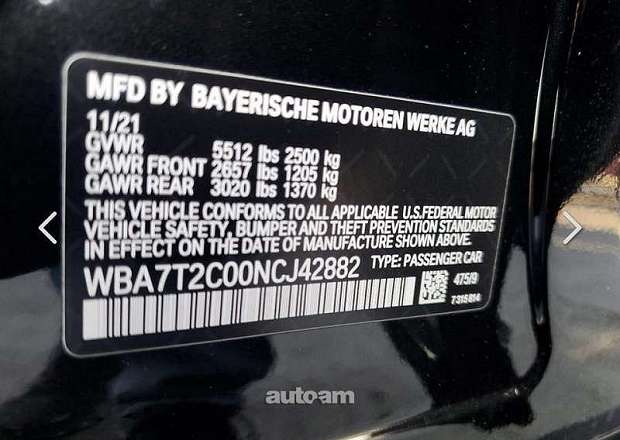 MFD BY BAYERISCHE MOTOREN WERKE AG
11/21
GVWR 5512 lbs 2500 kg
GAWR FRONT 2657 lbs 1205 kg
GAWR REAR 3020 lbs 1370 kg
THIS VEHICLE CONFORMS TO ALL APPLICABLE U.S.FEDERAL MOTOR
VEHICLE SAFETY, BUMPER AND THEFT PREVENTION STANDARDS
IN EFFECT ON THE DATE OF MANUFACTURE SHOWN ABOVE.
WBA7T2C00NCJ42882 TYPE: PASSENGER CAR
475/9
7315814
auto.am